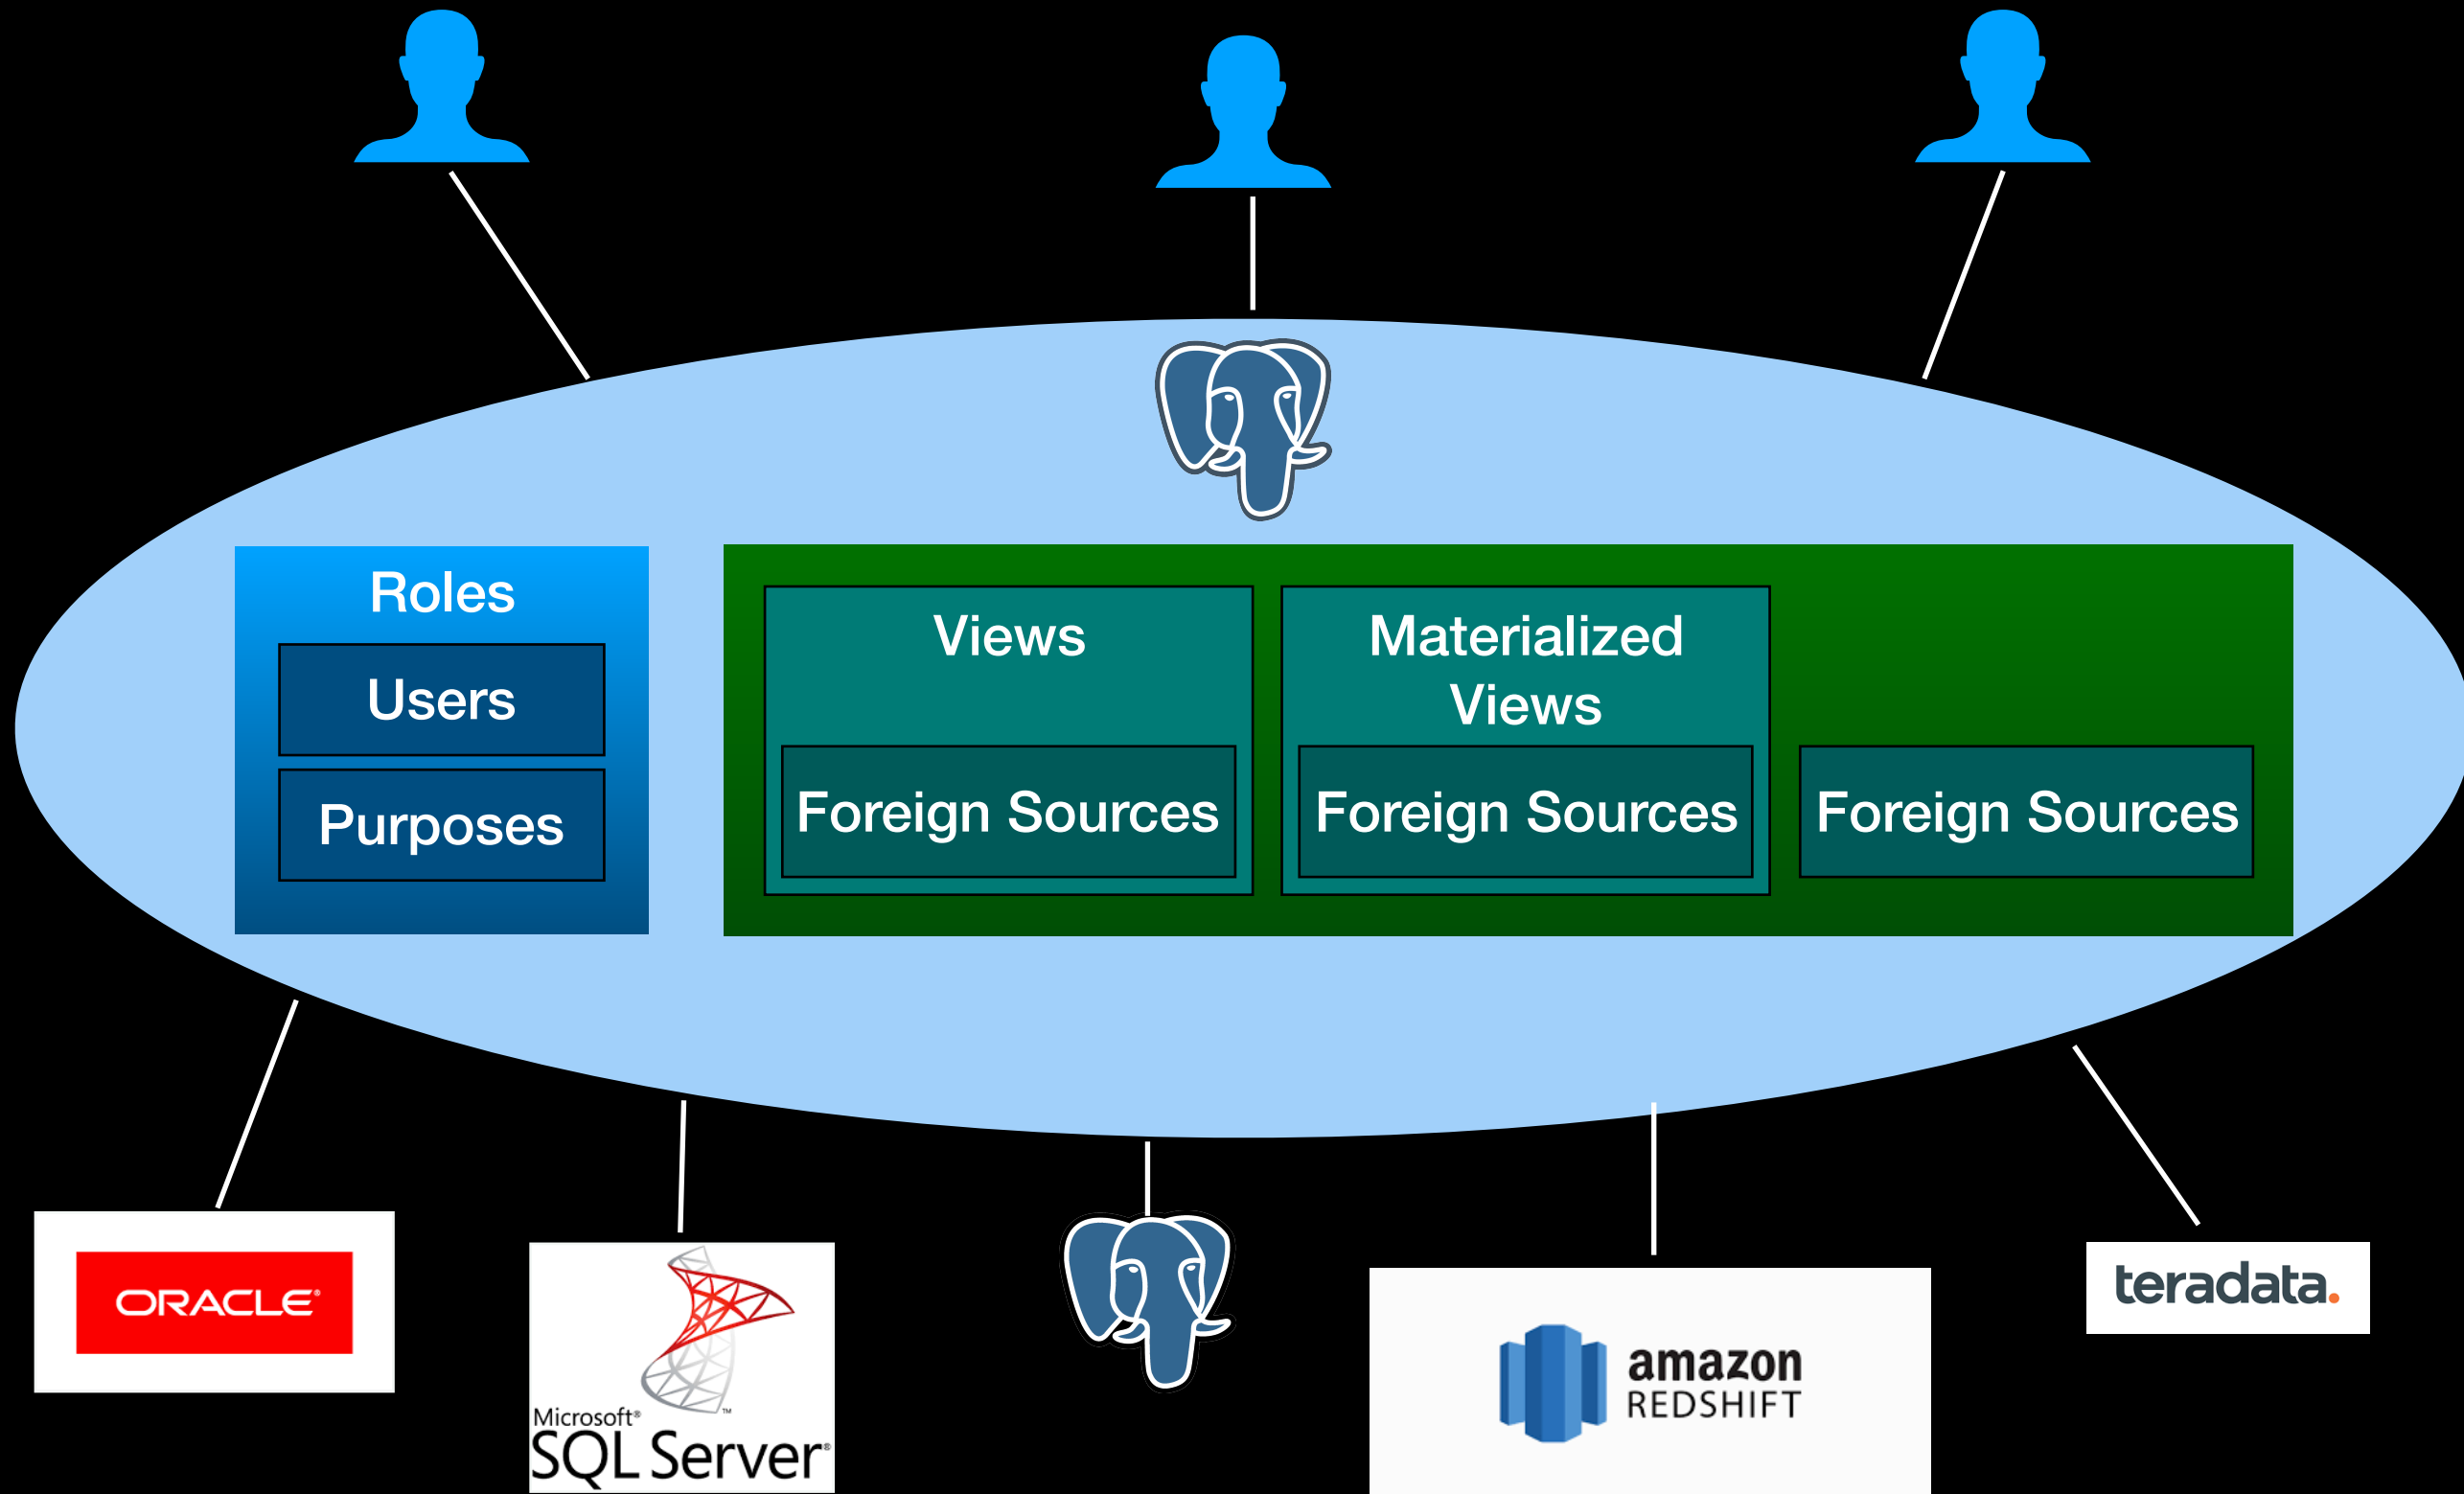 Roles
Users
Purposes
Views
Foreign Sources
Materialized
Views
Foreign Sources
Foreign Sources
ORACLE®
Microsoft®
™
SQL Server®
amazon
REDSHIFT
teradata.